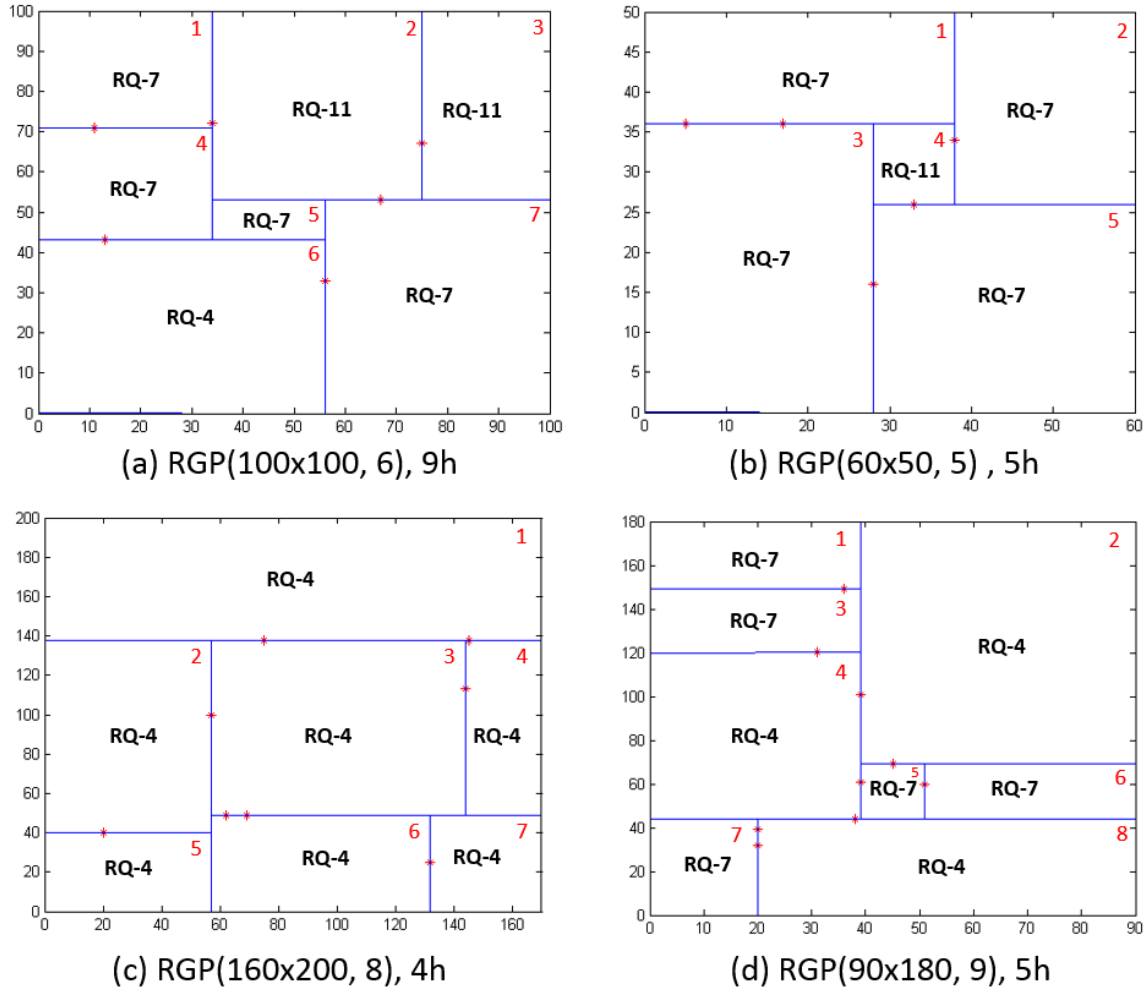 100
90
80
70
60
50
40
30
20
10
0
1
2
3
RQ-7
RQ-11
RQ-11
4
RQ-7
RQ-7
5
7
6
RQ-7
RQ-4
0 10 20 30 40 50 60 70 80 90 100
(a) RGP(100x100, 6), 9h
50
45
40
35
30
25
20
15
10
5
0
1
2
RQ-7
RQ-7
3
4
RQ-11
5
RQ-7
RQ-7
0 10 20 30 40 50 60
(b) RGP(60x50, 5) , 5h
200
180
160
140
120
100
80
60
40
20
0
1
RQ-4
2
3
4
RQ-4
RQ-4
RQ-4
5
6
7
RQ-4
RQ-4
RQ-4
0 20 40 60 80 100 120 140 160
(c) RGP(160x200, 8), 4h
180
160
140
120
100
80
60
40
20
0
1
2
RQ-7
3
RQ-7
RQ-4
4
RQ-4
5
6
RQ-7
RQ-7
7
8
RQ-7
RQ-4
0 10 20 30 40 50 60 70 80 90
(d) RGP(90x180, 9), 5h